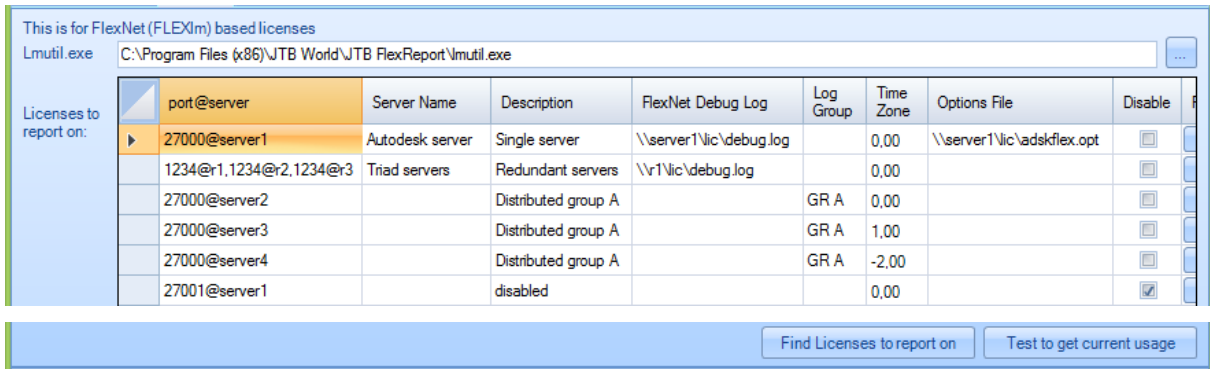 This is for FlexNet (FLEXlm) based licenses
Lmutil.exe C:\Program Files (x86)\JTB World\JTB FlexReport\lmutil.exe ...
Licenses to report on:
port@server Server Name Description FlexNet Debug Log Log Group Time Zone Options File Disable
27000@server1 Autodesk server Single server \\server1\lic\debug.log 0,00 \\server1\lic\adskflex.opt
1234@r1,1234@r2,1234@r3 Triad servers Redundant servers \\r1\lic\debug.log 0,00
27000@server2 Distributed group A GR A 0,00
27000@server3 Distributed group A GR A 1,00
27000@server4 Distributed group A GR A -2,00
27001@server1 disabled 0,00
Find Licenses to report on Test to get current usage